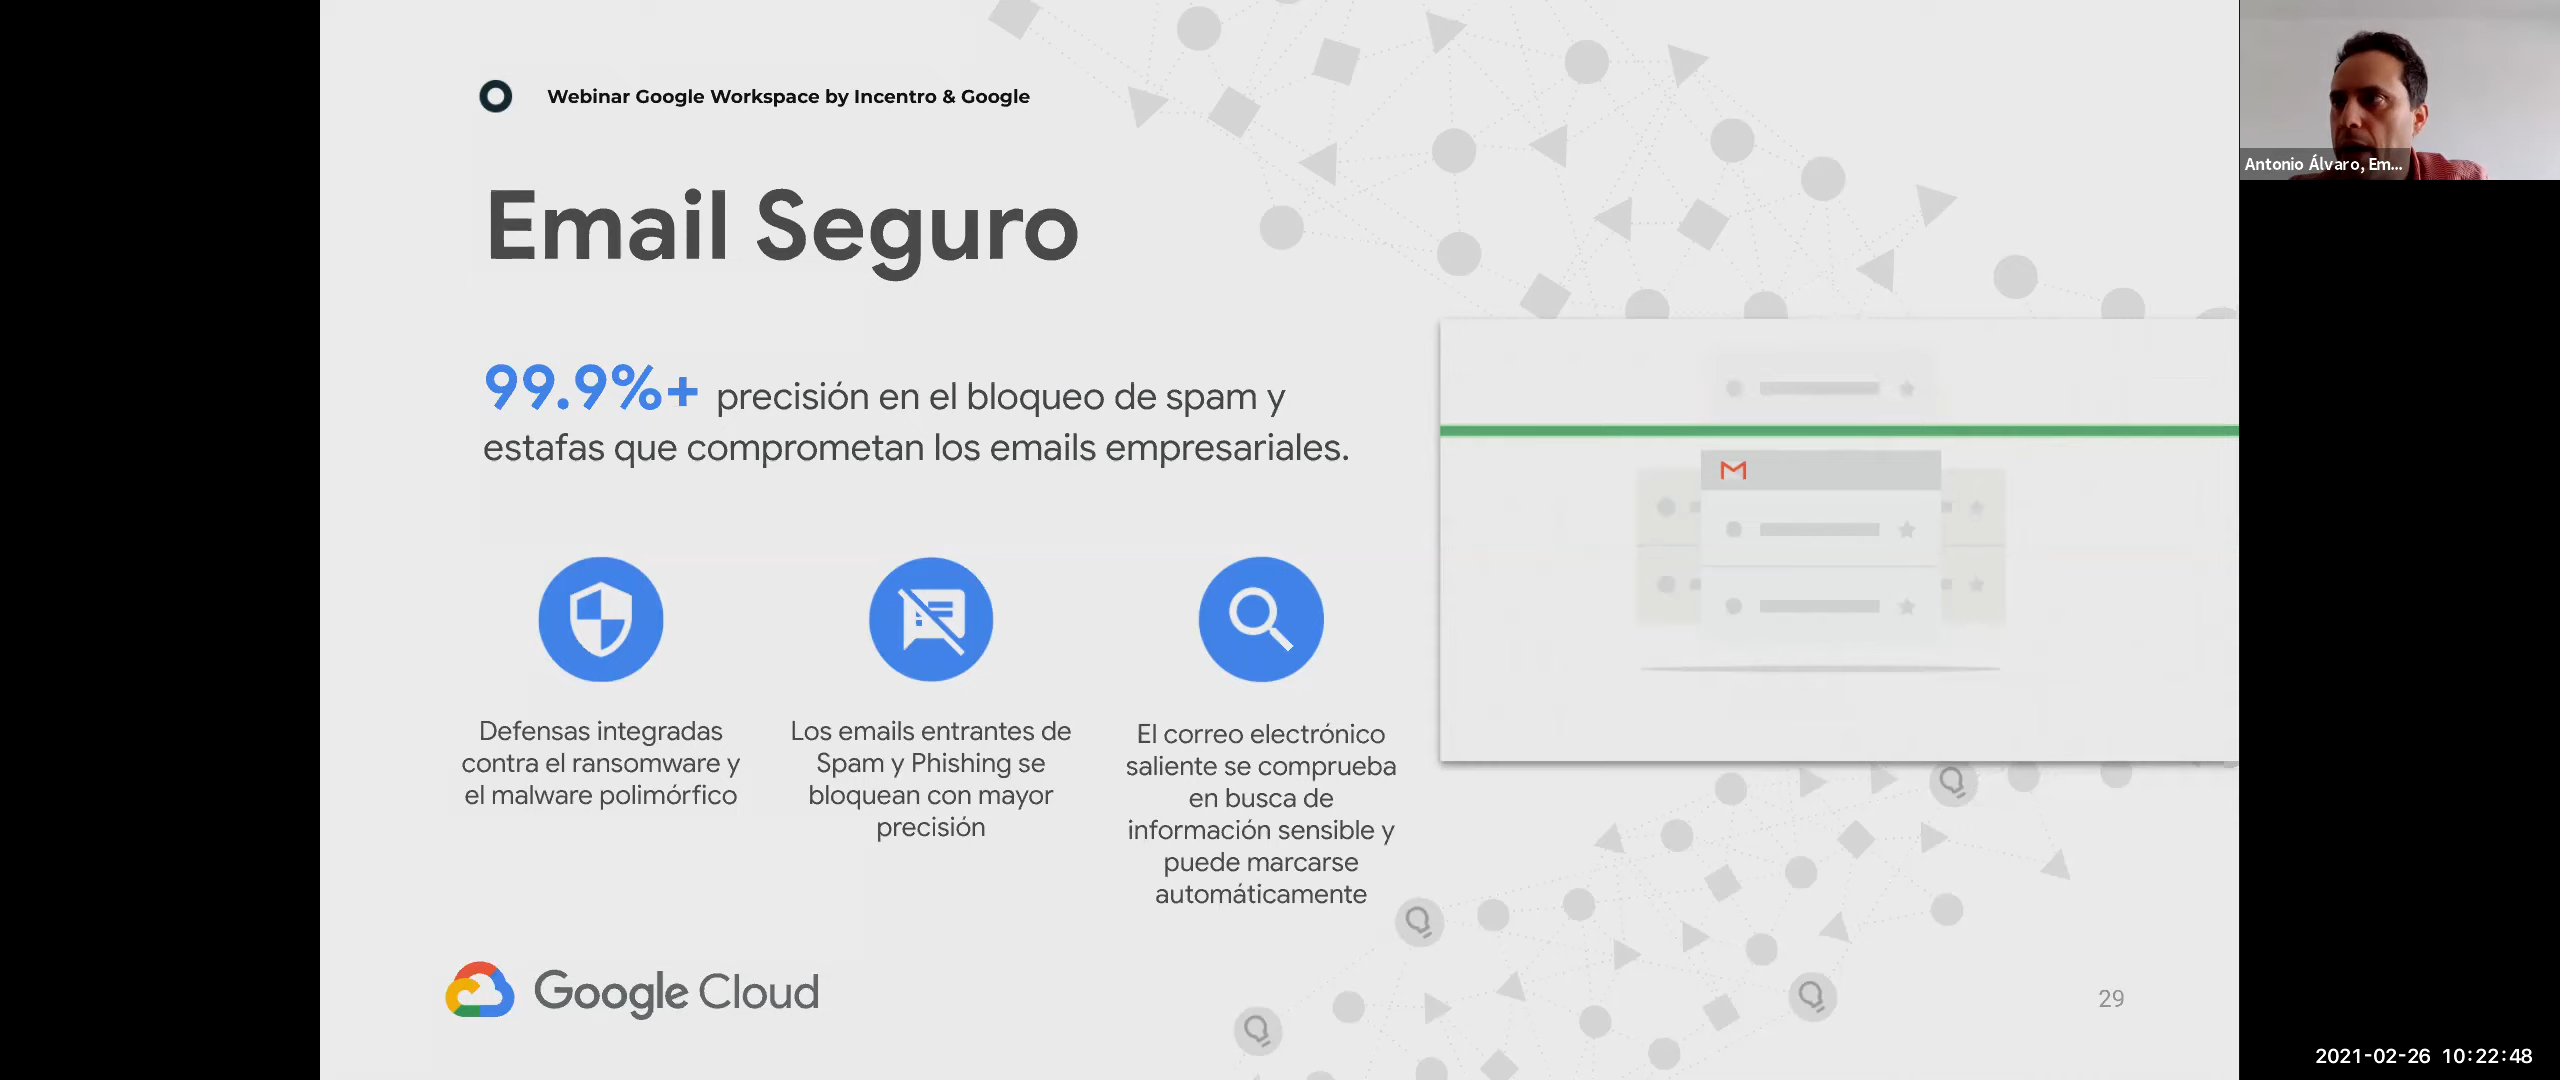 Webinar Google Workspace by Incentro & Google
Email Seguro
99.9%+ precisión en el bloqueo de spam y
estafas que comprometan los emails empresariales.
Defensas integradas
contra el ransomware y
el malware polimórfico
Los emails entrantes de
Spam y Phishing se
bloquean con mayor
precisión
El correo electrónico
saliente se comprueba
en busca de
información sensible y
puede marcarse
automáticamente
Google Cloud
29
Antonio Álvaro, Em...
2021-02-26 10:22:48